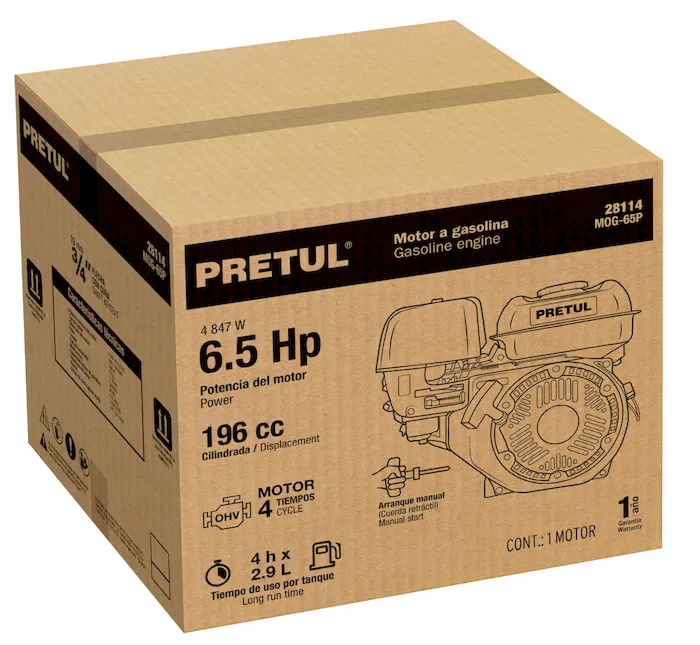 PRETUL
28114
MOG-65P
3/4"
Características técnicas
PRETUL®
Motor a gasolina
Gasoline engine
28114
MOG-65P
4 847 W
6.5 Hp
Potencia del motor
Power
196 cc
Cilindrada / Displacement
OHV
MOTOR
4 TIEMPOS
CYCLE
4 h x
2.9 L
Tiempo de uso por tanque
Long run time
PRETUL
Arranque manual
(Cuerda retráctil)
Manual start
1 año
Garantía
Warranty
CONT.: 1 MOTOR